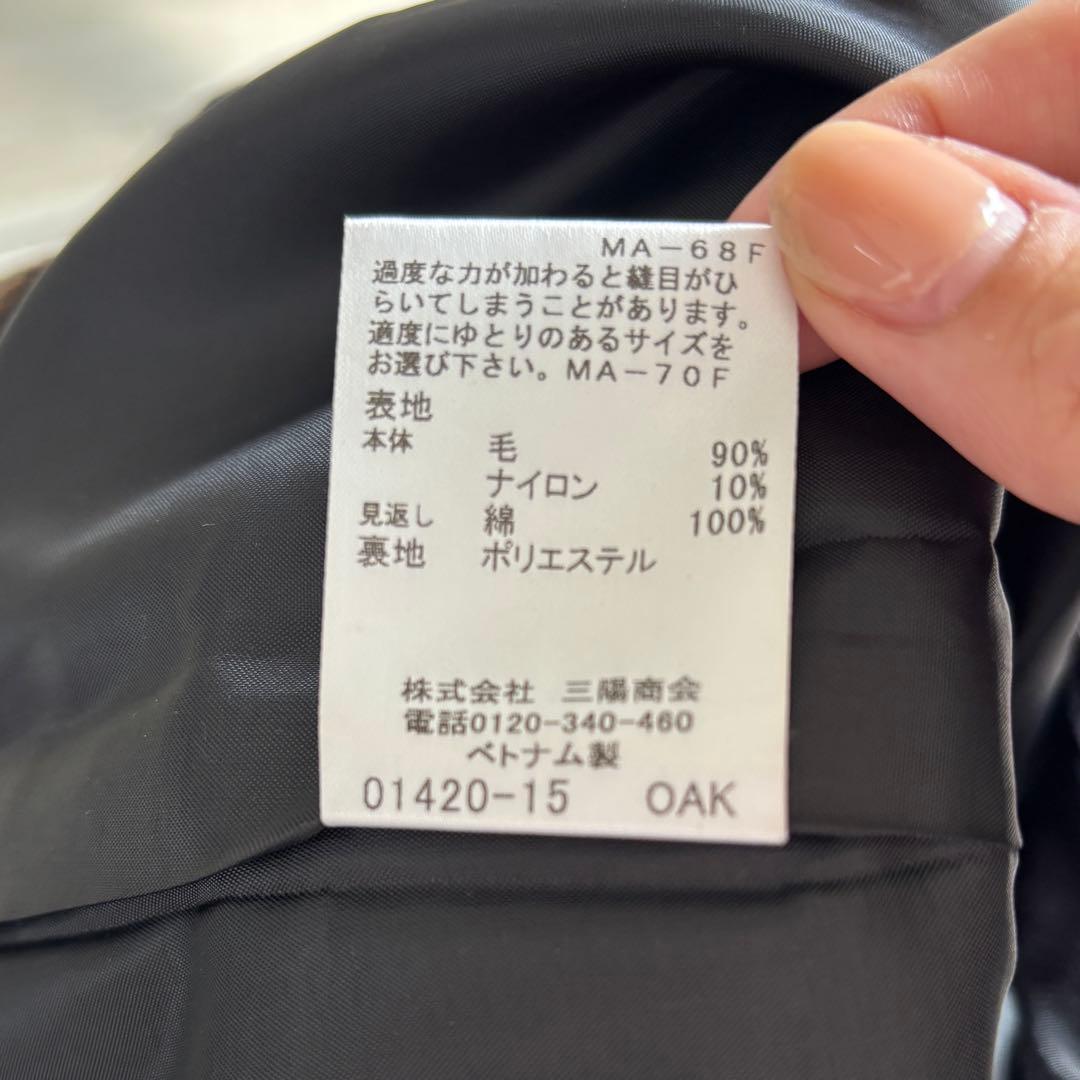 MA-68F
過度な力が加わると縫目がひ
らいてしまうことがあります。
適度にゆとりのあるサイズを
お選び下さい。MA-70F
表地
本体 毛 90%
ナイロン 10%
見返し 綿 100%
裏地 ポリエステル
株式会社 三陽商会
電話0120-340-460
ベトナム製
01420-15 OAK